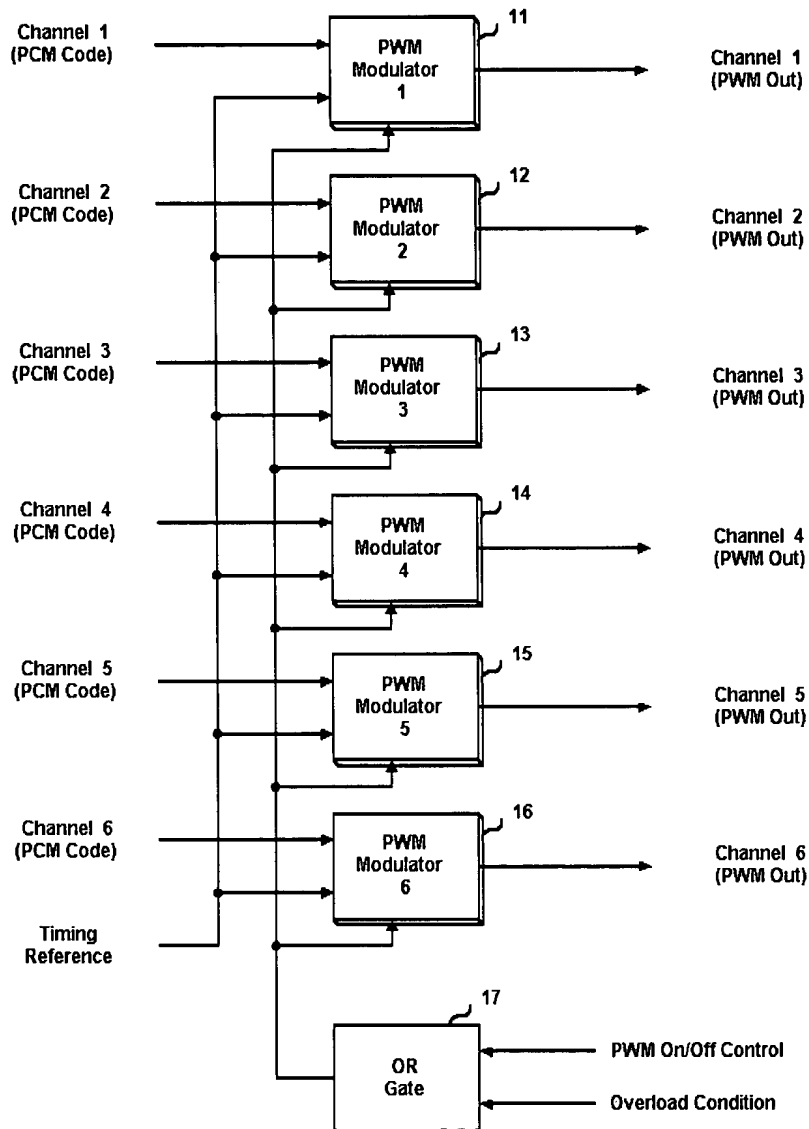 Channel 1
(PCM Code)
PWM
Modulator
1
11
Channel 1
(PWM Out)
Channel 2
(PCM Code)
PWM
Modulator
2
12
Channel 2
(PWM Out)
Channel 3
(PCM Code)
PWM
Modulator
3
13
Channel 3
(PWM Out)
Channel 4
(PCM Code)
PWM
Modulator
4
14
Channel 4
(PWM Out)
Channel 5
(PCM Code)
PWM
Modulator
5
15
Channel 5
(PWM Out)
Channel 6
(PCM Code)
PWM
Modulator
6
16
Channel 6
(PWM Out)
Timing
Reference
17
OR
Gate
PWM On/Off Control
Overload Condition